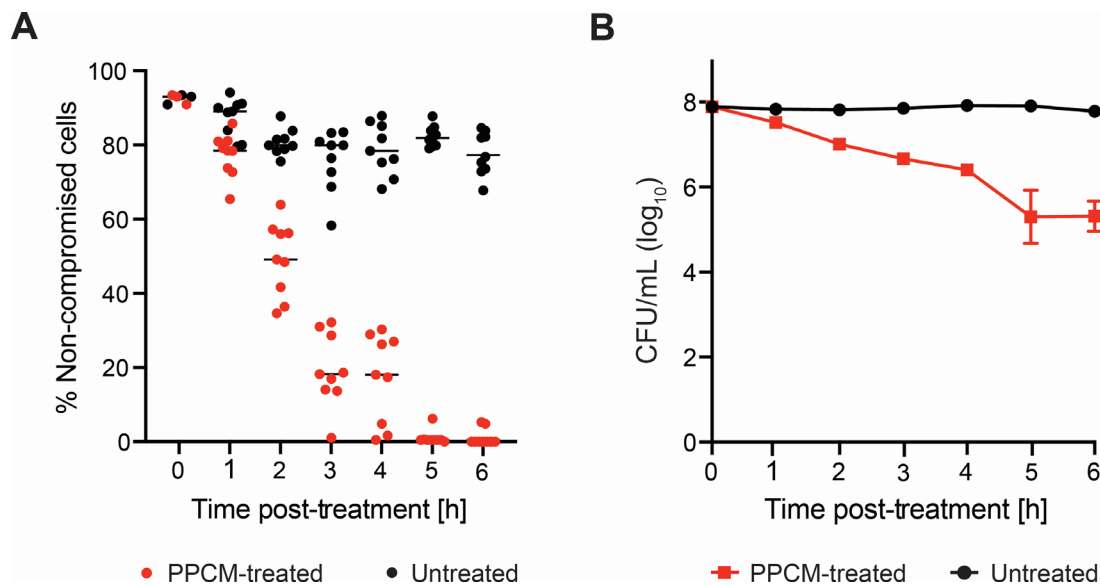 A
B
% Non-compromised cells
100
80
60
40
20
0
0 1 2 3 4 5 6
Time post-treatment [h]
PPCM-treated Untreated
CFU/mL (log10)
8
6
4
2
0
0 1 2 3 4 5 6
Time post-treatment [h]
PPCM-treated Untreated